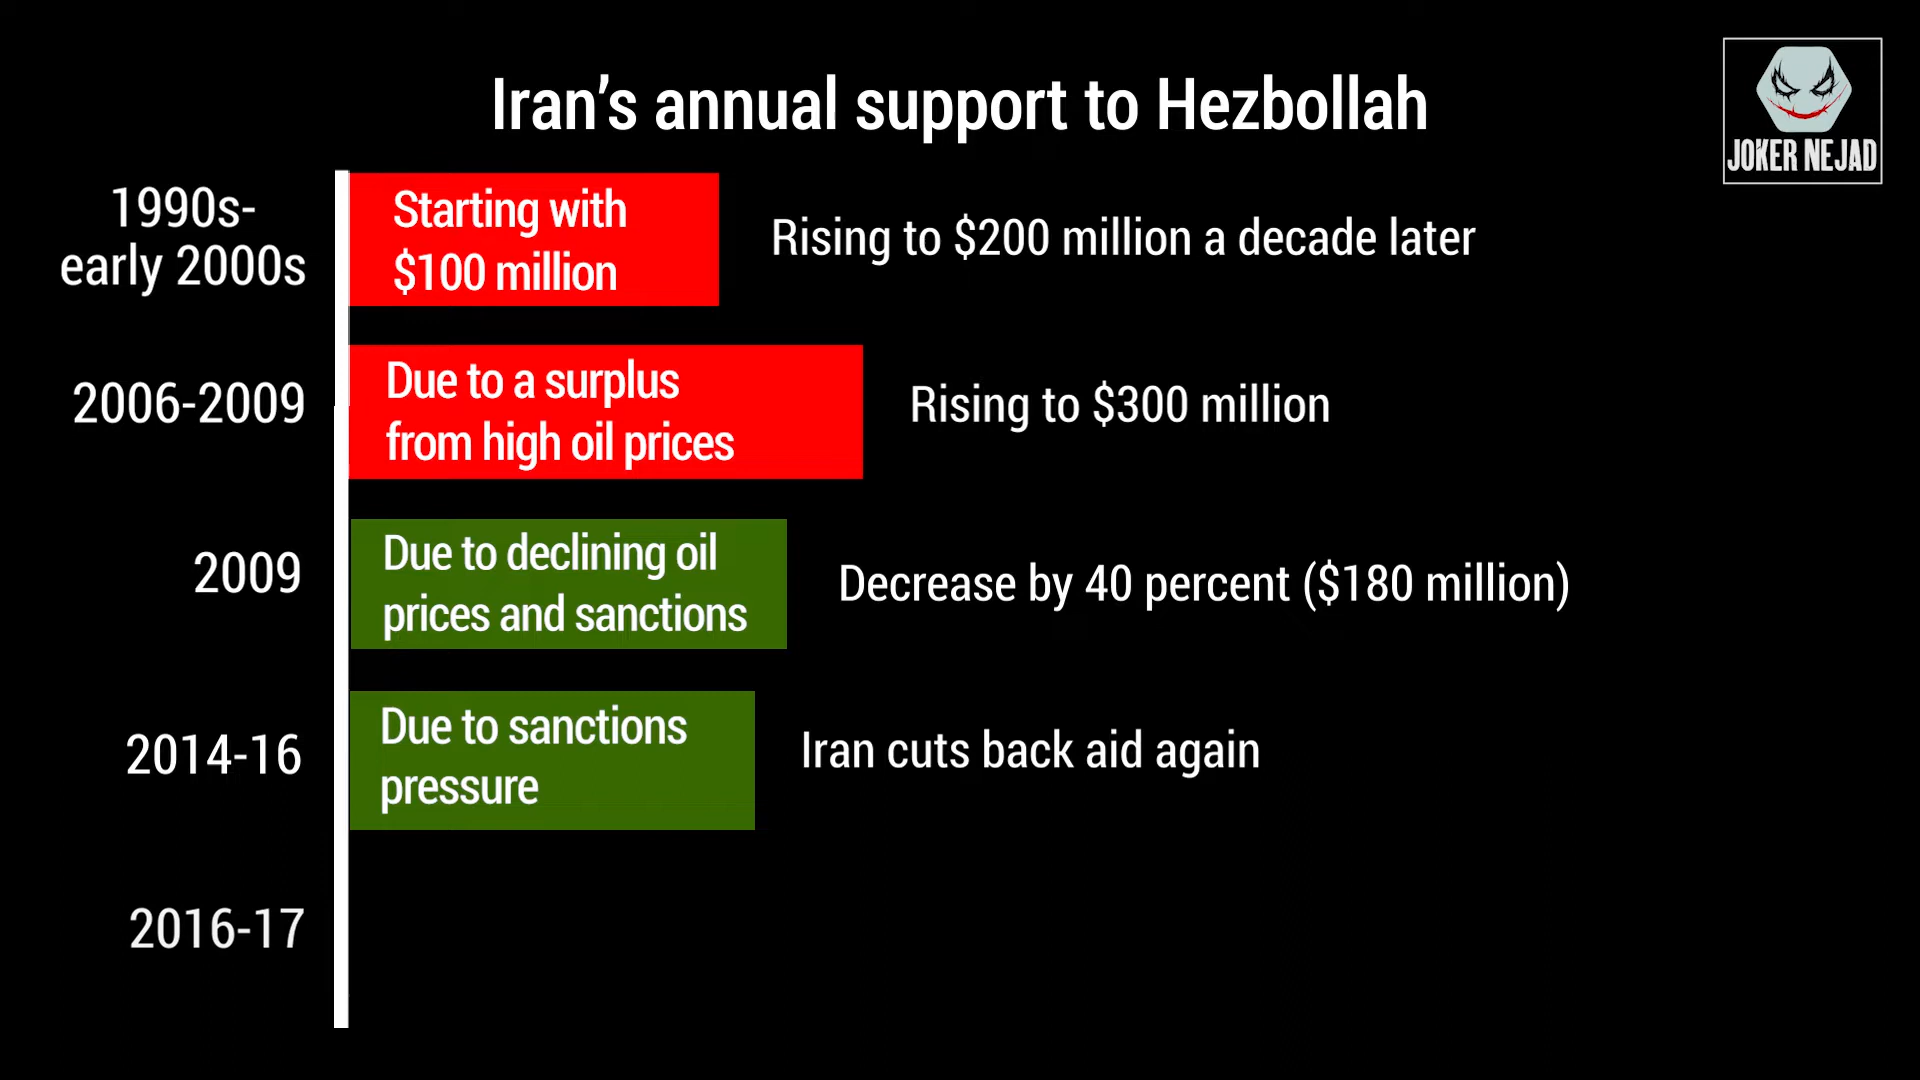 Iran's annual support to Hezbollah
JOKER NEJAD
1990s-
early 2000s
Starting with
$100 million
Rising to $200 million a decade later
2006-2009
Due to a surplus
from high oil prices
Rising to $300 million
2009
Due to declining oil
prices and sanctions
Decrease by 40 percent ($180 million)
2014-16
Due to sanctions
pressure
Iran cuts back aid again
2016-17